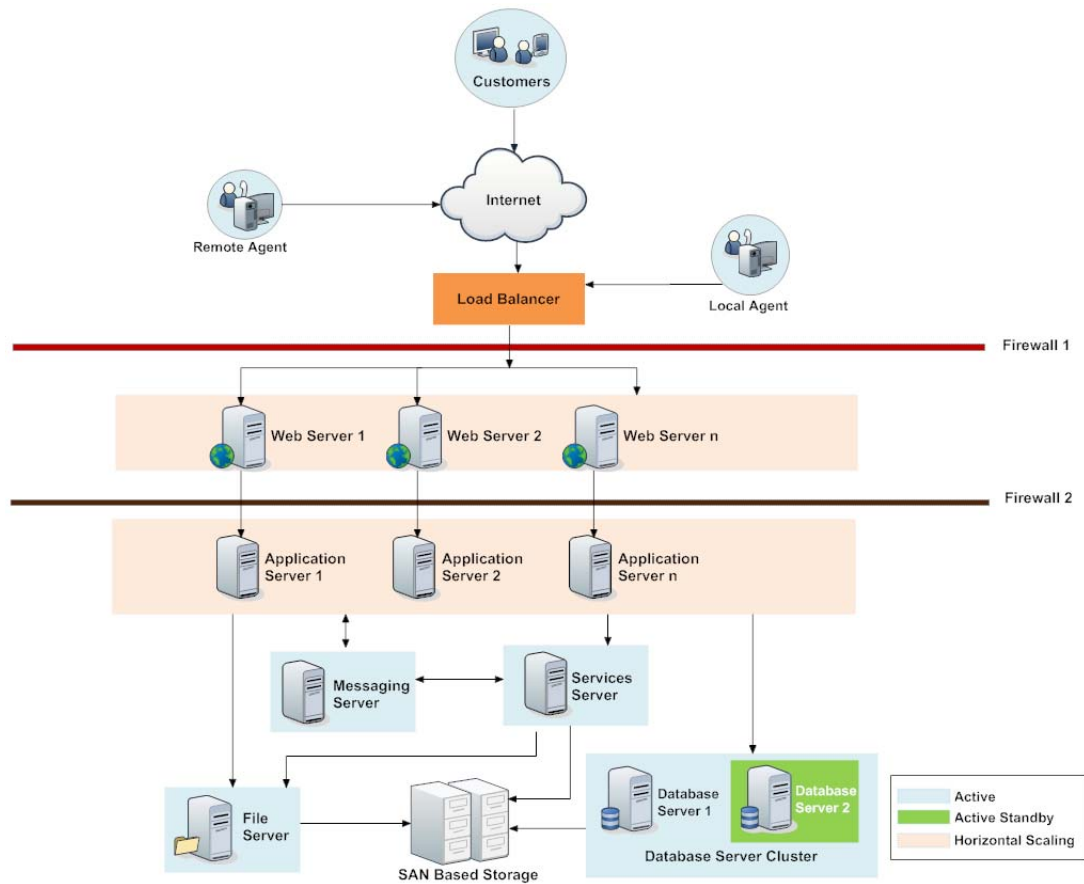 Customers
Internet
Remote Agent
Local Agent
Load Balancer
Firewall 1
Web Server 1
Web Server 2
Web Server n
Firewall 2
Application
Server 1
Application
Server 2
Application
Server n
Messaging
Server
Services
Server
File
Server
SAN Based Storage
Database
Server 1
Database
Server 2
Database Server Cluster
Active
Active Standby
Horizontal Scaling